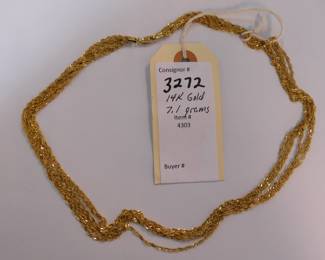 Consignor #
3272
14K Gold
7.1 grams
Item #
4303
Buyer #